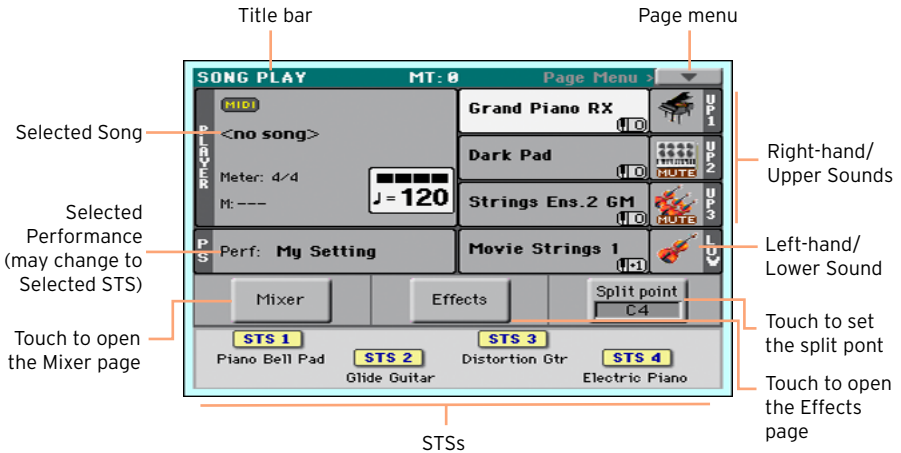 Title bar
Page menu
SONG PLAY MT: 0 Page Menu >
PLAYER
MIDI
<no song>
Meter: 4/4
M: ---
♩= 120
Grand Piano RX
0
UP1
Dark Pad
0
MUTE
UP2
Strings Ens.2 GM
0
MUTE
UP3
PS
Perf: My Setting
Movie Strings 1
+1
LOW
Mixer
Effects
Split point
C4
STS 1
Piano Bell Pad
STS 2
Glide Guitar
STS 3
Distortion Gtr
STS 4
Electric Piano
Selected Song
Selected
Performance
(may change to
Selected STS)
Touch to open
the Mixer page
Right-hand/
Upper Sounds
Left-hand/
Lower Sound
Touch to set
the split pont
Touch to open
the Effects
page
STSs